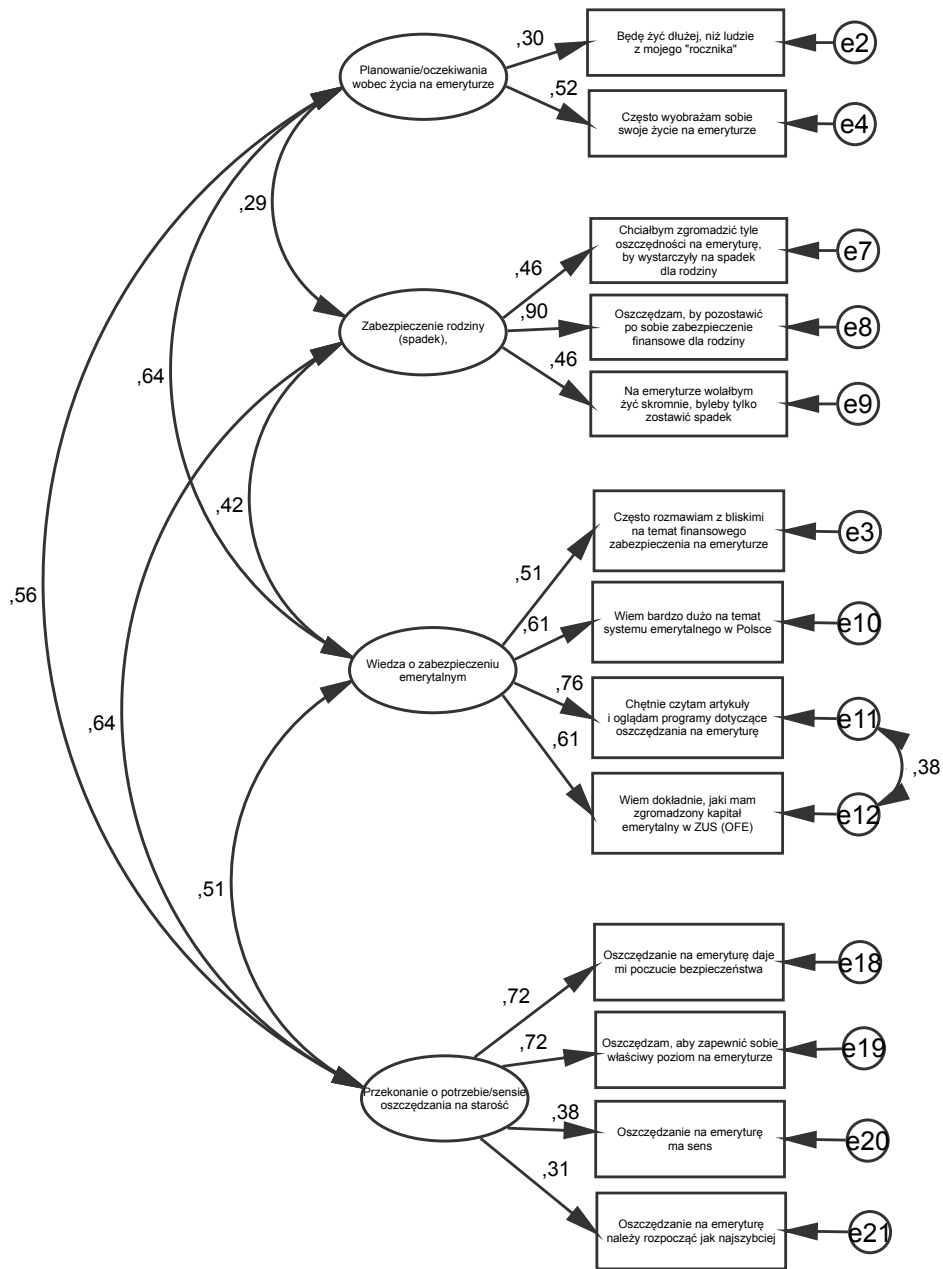 ,30
Będę żyć dłużej, niż ludzie
z mojego "rocznika"
e2
Planowanie/oczekiwania
wobec życia na emeryturze
,52
Często wyobrażam sobie
swoje życie na emeryturze
e4
,29
Chciałbym zgromadzić tyle
oszczędności na emeryturę,
by wystarczyły na spadek
dla rodziny
e7
,46
,90
Oszczędzam, by pozostawić
po sobie zabezpieczenie
finansowe dla rodziny
e8
Zabezpieczenie rodziny
(spadek),
,46
Na emeryturze wolałbym
żyć skromnie, byleby tylko
zostawić spadek
e9
,64
,42
Często rozmawiam z bliskimi
na temat finansowego
zabezpieczenia na emeryturze
e3
,51
,56
,61
Wiem bardzo dużo na temat
systemu emerytalnego w Polsce
e10
Wiedza o zabezpieczeniu
emerytalnym
,76
Chętnie czytam artykuły
i oglądam programy dotyczące
oszczędzania na emeryturę
e11
,64
,61
,38
Wiem dokładnie, jaki mam
zgromadzony kapitał
emerytalny w ZUS (OFE)
e12
,51
Oszczędzanie na emeryturę daje
mi poczucie bezpieczeństwa
e18
,72
,72
Oszczędzam, aby zapewnić sobie
właściwy poziom na emeryturze
e19
Przekonanie o potrzebie/sensie
oszczędzania na starość
,38
Oszczędzanie na emeryturę
ma sens
e20
,31
Oszczędzanie na emeryturę
należy rozpocząć jak najszybciej
e21